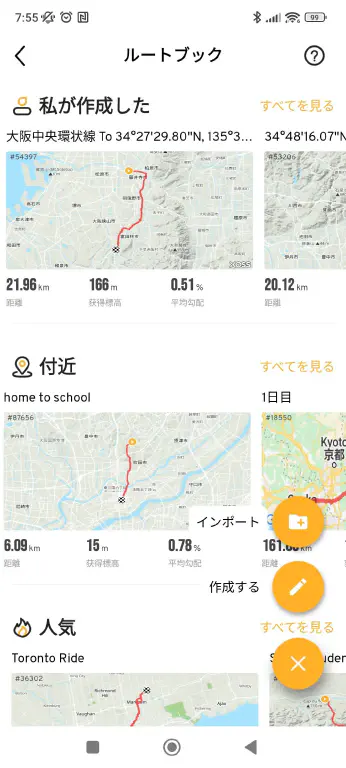 7:55
99
ルートブック
私が作成した
すべてを見る
大阪中央環状線 To 34°27'29.80"N, 135°3...
34°48'16.07"N
#54397
#53206
XOSS
21.96 km
166 m
0.51 %
20.12 km
距離
獲得標高
平均勾配
距離
付近
すべてを見る
home to school
1日目
#87656
#18550
Kyoto
京都
インポート
6.09 km
15 m
0.78 %
距離
獲得標高
平均勾配
距離
作成する
人気
すべてを見る
Toronto Ride
#36302
Richmond Hill
Markham
Vaughan
Ajax